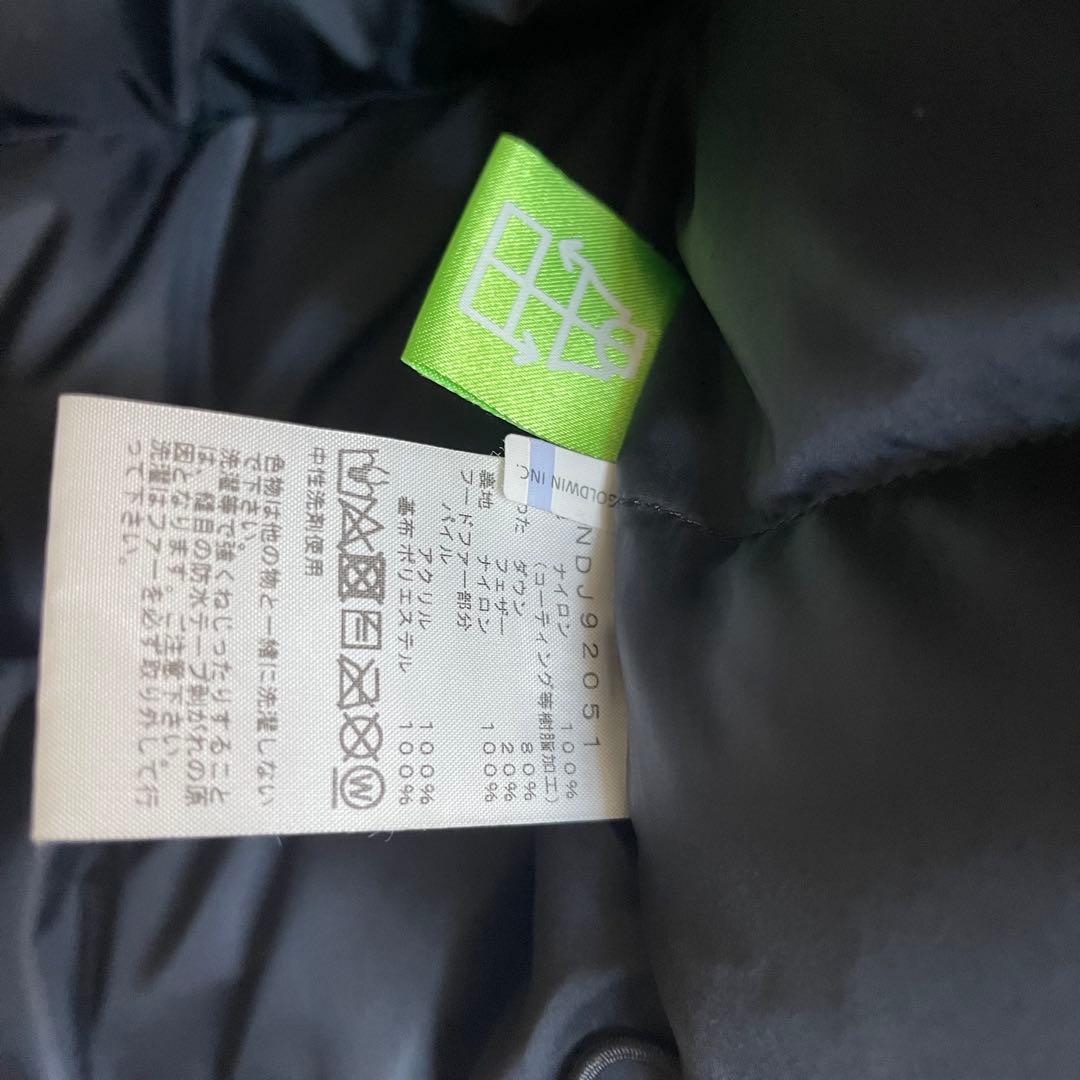 GOLDWIN INC.
NDJ92051
ナイロン 100%
(コーティング等樹脂加工)
ダウン 80%
フェザー 20%
裏地 ナイロン 100%
フードファー部分
パイル
アクリル 100%
基布 ポリエステル 100%
W
中性洗剤使用
色物は他の物と一緒に洗濯しない
で下さい。
洗濯等で強くねじったりすること
は、縫目の防水テープ剥がれの原
因となります。ご注意下さい。
洗濯はファーを必ず取り外して行
って下さい。